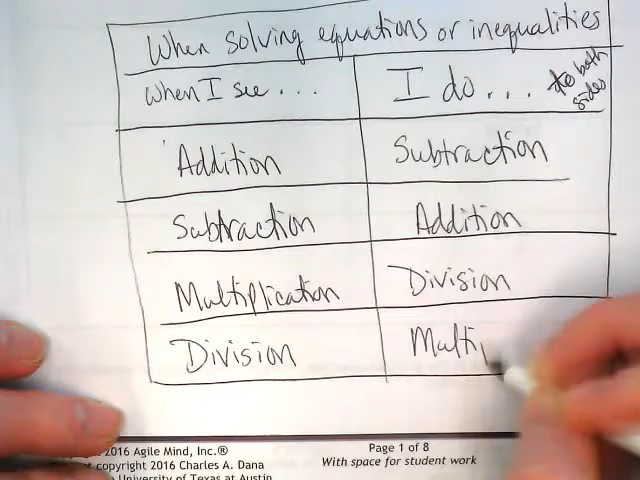 When solving equations or inequalities
When I see... I do... to both sides
Addition Subtraction
Subtraction Addition
Multiplication Division
Division Multi
2016 Agile Mind, Inc.® Page 1 of 8
copyright 2016 Charles A. Dana With space for student work
University of Texas at Austin